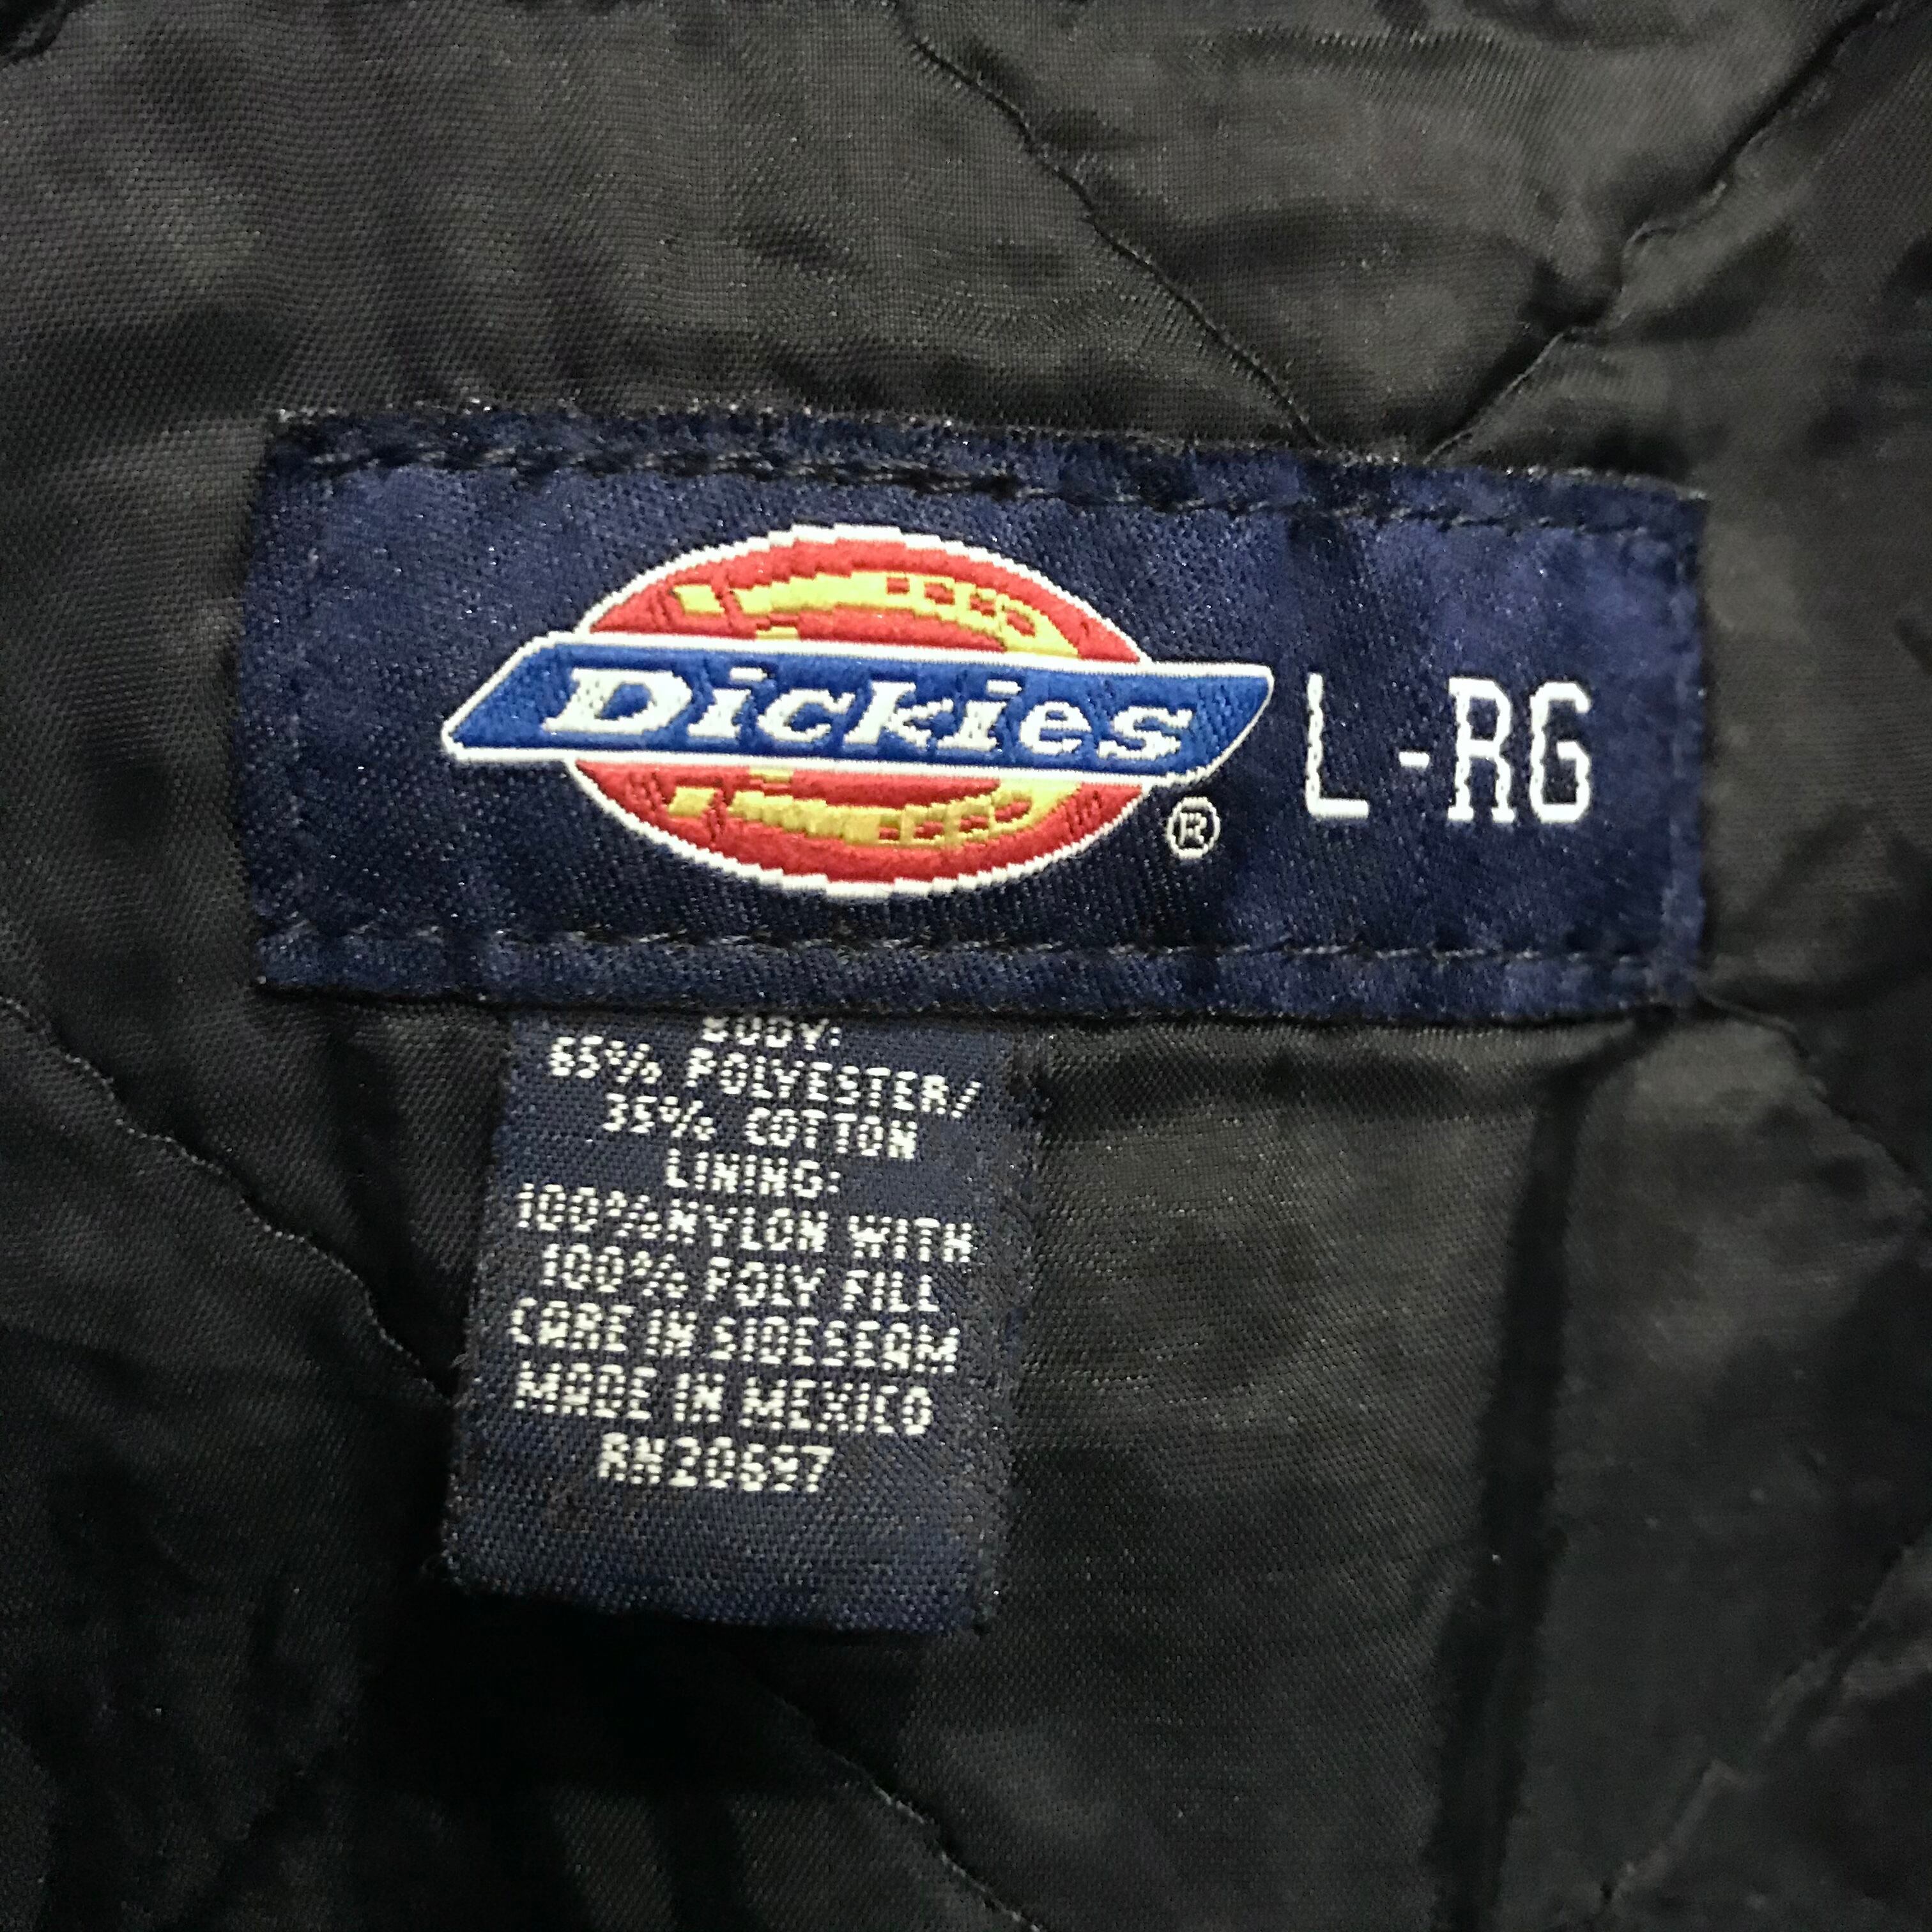 Dickies ® L-RG
BODY:
65% POLYESTER/
35% COTTON
LINING:
100% NYLON WITH
100% POLY FILL
CARE IN SIDESEAM
MADE IN MEXICO
RN20697